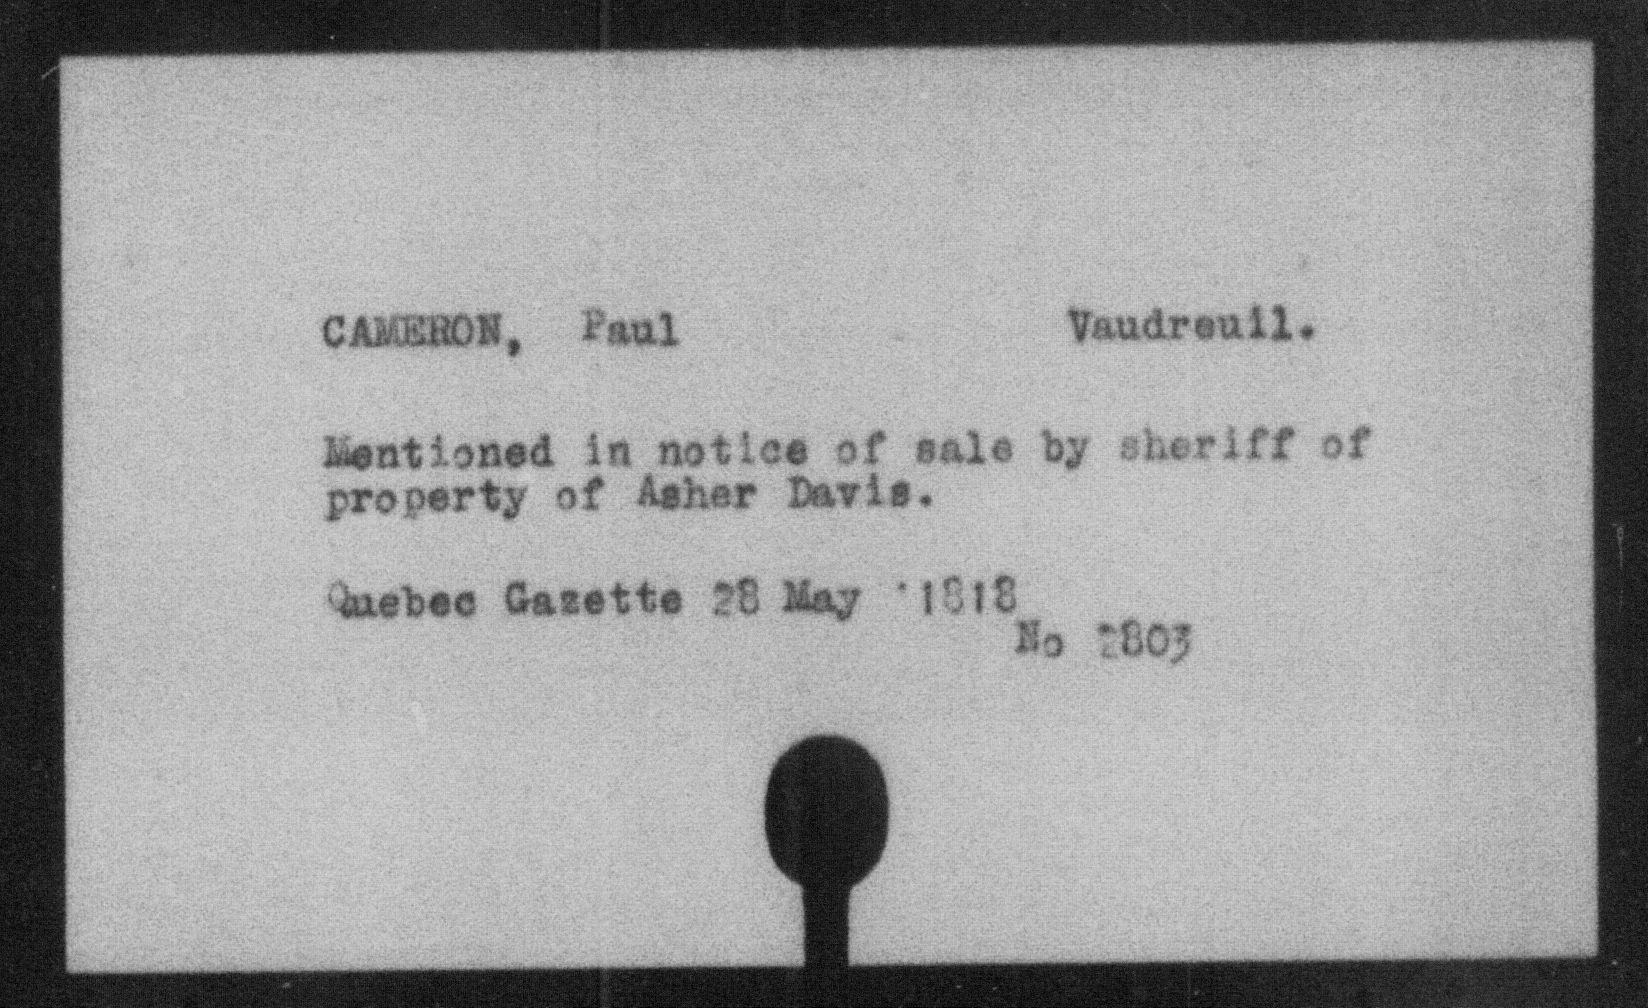 CAMERON, Paul Vaudreuil.
Mentioned in notice of sale by sheriff of
property of Asher Davis.
Quebec Gazette 28 May 1818
No 2803